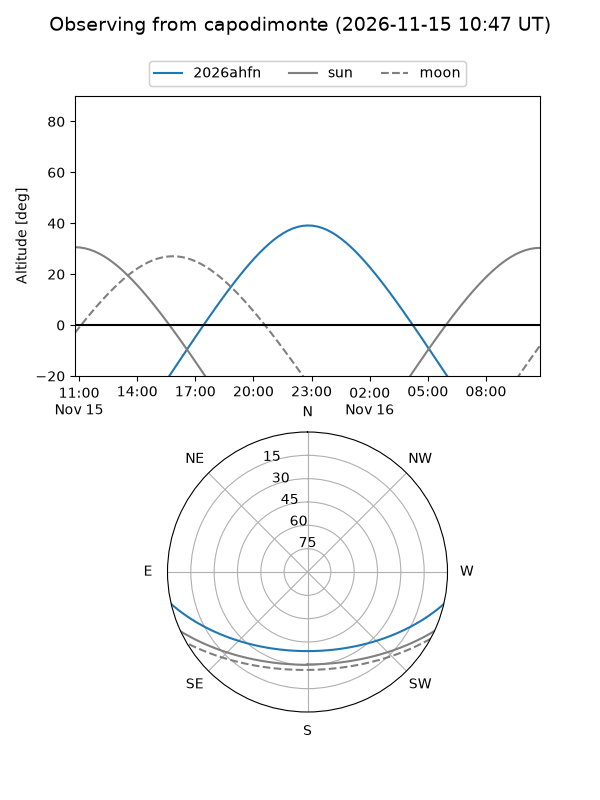 Observing from capodimonte (2026-11-15 10:47 UT)
2026ahfn sun moon
Altitude [deg]
80
60
40
20
0
−20
11:00 14:00 17:00 20:00 23:00 02:00 05:00 08:00
Nov 15 Nov 16
N
NE NW
15
30
45
60
75
E W
SE SW
S